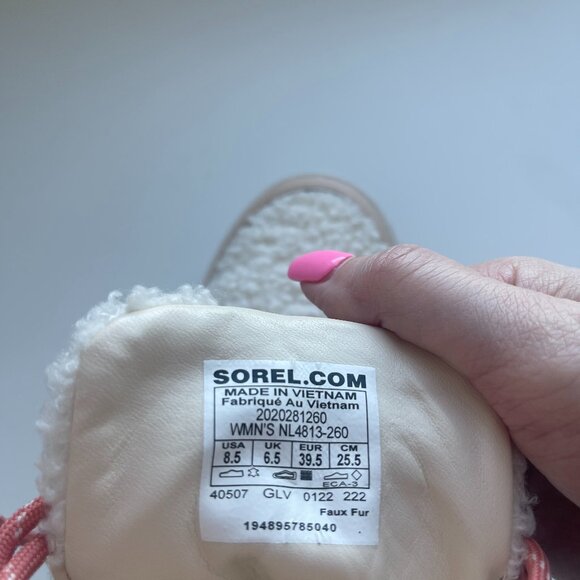 SOREL.COM
MADE IN VIETNAM
Fabriqué Au Vietnam
2020281260
WMN'S NL4813-260
USA UK EUR CM
8.5 6.5 39.5 25.5
ECA-3
40507 GLV 0122 222
Faux Fur
194895785040